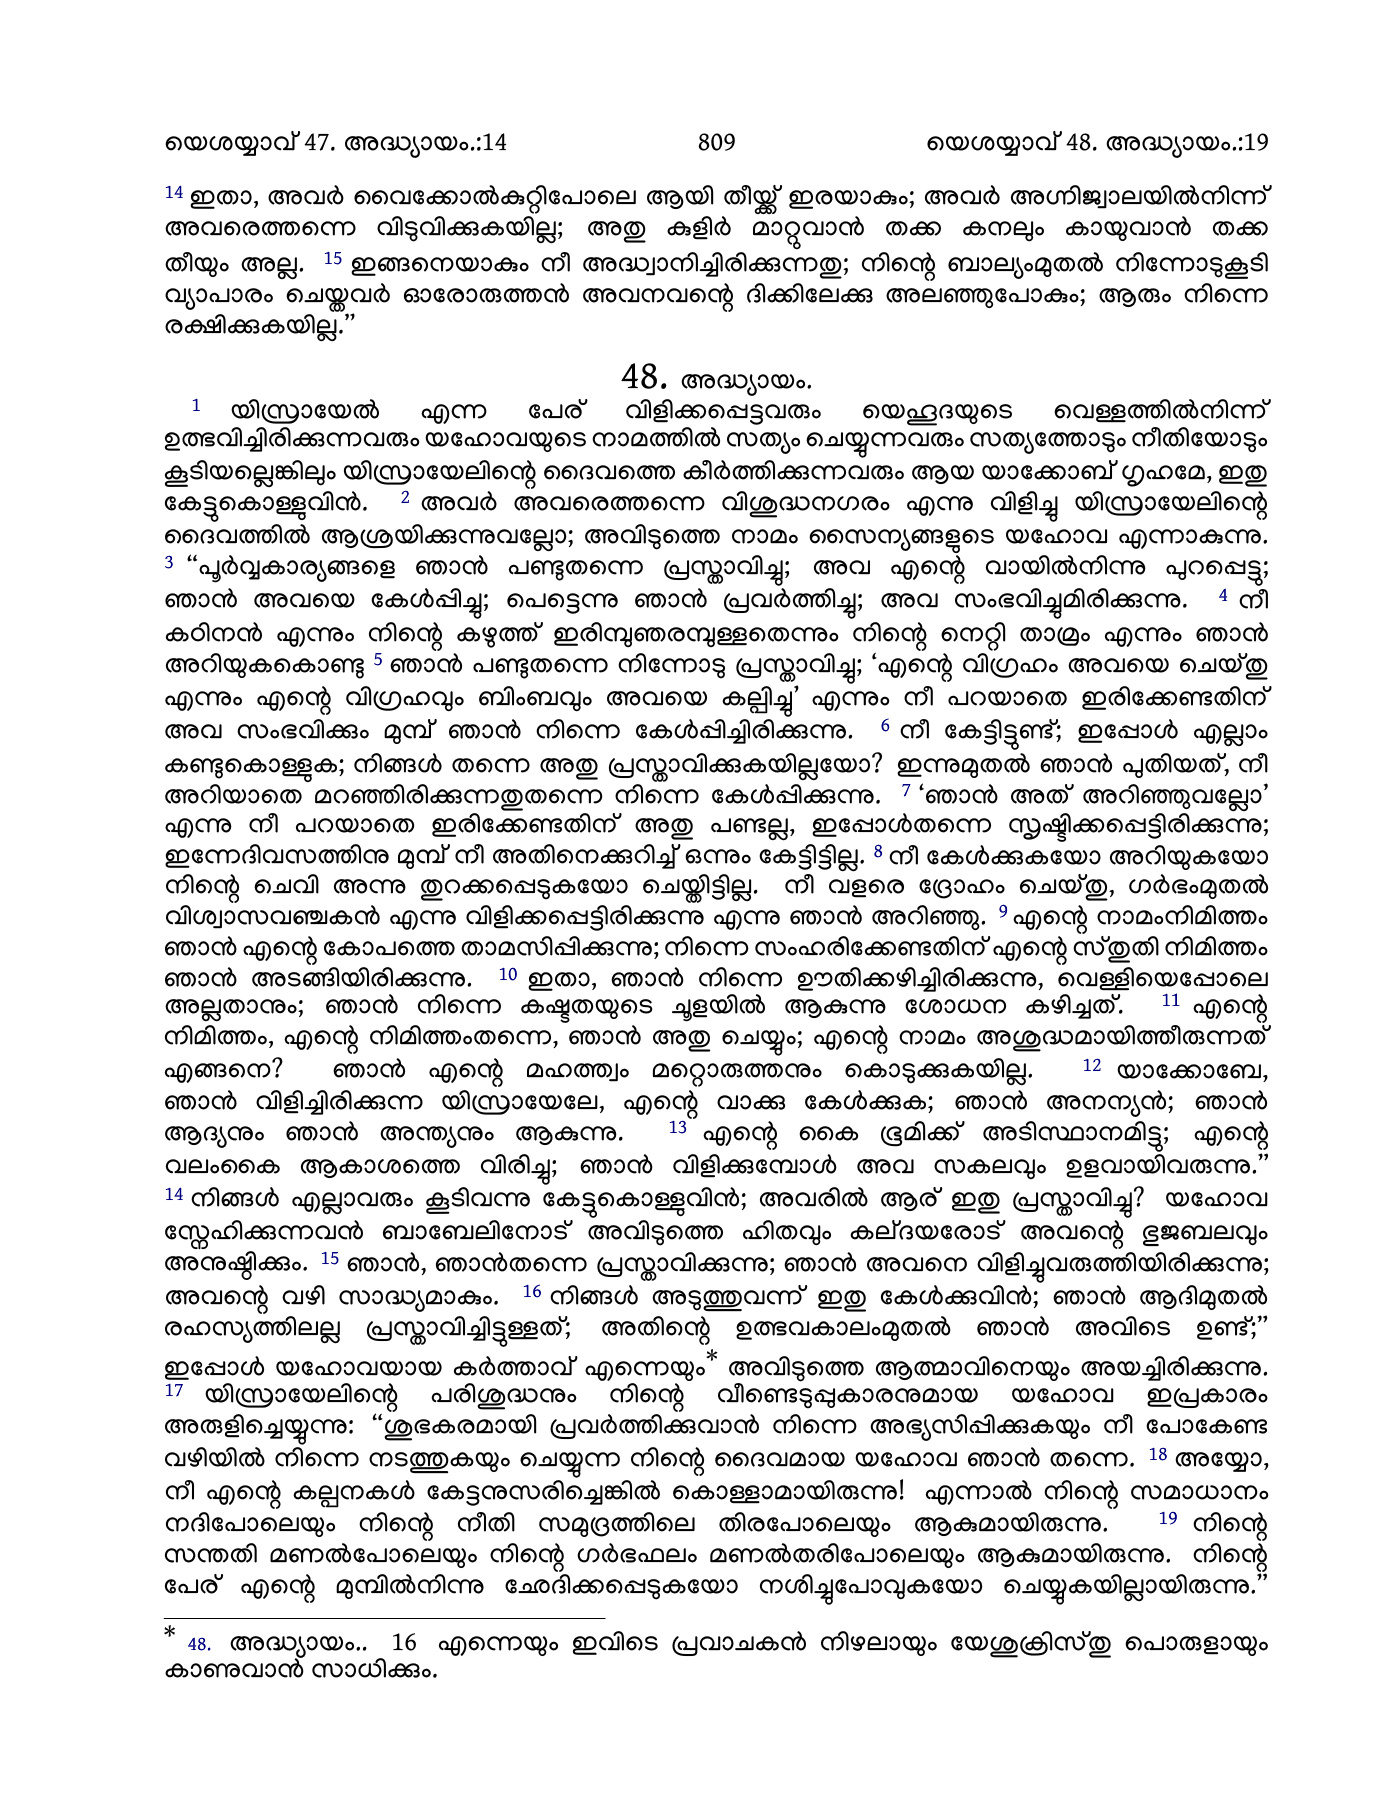 യെശയ്യാവ് 47. അദ്ധ്യായം.:14 809 യെശയ്യാവ് 48. അദ്ധ്യായം.:19
14 ഇതാ, അവർ വൈക്കോൽകുറ്റിപോലെ ആയി തീയ്ക്ക് ഇരയാകും; അവർ അഗ്നിജ്വാലയിൽനിന്ന്
അവരെത്തന്നെ വിടുവിക്കുകയില്ല; അതു കുളിർ മാറ്റുവാൻ തക്ക കനലും കായുവാൻ തക്ക
തീയും അല്ല. 15 ഇങ്ങനെയാകും നീ അദ്ധ്വാനിച്ചിരിക്കുന്നതു; നിന്റെ ബാല്യംമുതൽ നിന്നോടുകൂടി
വ്യാപാരം ചെയ്തവർ ഓരോരുത്തൻ അവനവന്റെ ദിക്കിലേക്കു അലഞ്ഞുപോകും; ആരും നിന്നെ
രക്ഷിക്കുകയില്ല.”
48. അദ്ധ്യായം.
1 യിസ്രായേൽ എന്ന പേര് വിളിക്കപ്പെട്ടവരും യെഹൂദയുടെ വെള്ളത്തിൽനിന്ന്
ഉത്ഭവിച്ചിരിക്കുന്നവരും യഹോവയുടെ നാമത്തിൽ സത്യം ചെയ്യുന്നവരും സത്യത്തോടും നീതിയോടും
കൂടിയല്ലെങ്കിലും യിസ്രായേലിന്റെ ദൈവത്തെ കീർത്തിക്കുന്നവരും ആയ യാക്കോബ് ഗൃഹമേ, ഇതു
കേട്ടുകൊള്ളുവിൻ. 2 അവർ അവരെത്തന്നെ വിശുദ്ധനഗരം എന്നു വിളിച്ചു യിസ്രായേലിന്റെ
ദൈവത്തിൽ ആശ്രയിക്കുന്നുവല്ലോ; അവിടുത്തെ നാമം സൈന്യങ്ങളുടെ യഹോവ എന്നാകുന്നു.
3 “പൂർവ്വകാര്യങ്ങളെ ഞാൻ പണ്ടുതന്നെ പ്രസ്താവിച്ചു; അവ എന്റെ വായിൽനിന്നു പുറപ്പെട്ടു;
ഞാൻ അവയെ കേൾപ്പിച്ചു; പെട്ടെന്നു ഞാൻ പ്രവർത്തിച്ചു; അവ സംഭവിച്ചുമിരിക്കുന്നു. 4 നീ
കഠിനൻ എന്നും നിന്റെ കഴുത്ത് ഇരിമ്പുഞരമ്പുള്ളതെന്നും നിന്റെ നെറ്റി താമ്രം എന്നും ഞാൻ
അറിയുകകൊണ്ടു 5 ഞാൻ പണ്ടുതന്നെ നിന്നോടു പ്രസ്താവിച്ചു; ‘എന്റെ വിഗ്രഹം അവയെ ചെയ്തു
എന്നും എന്റെ വിഗ്രഹവും ബിംബവും അവയെ കല്പിച്ചു’ എന്നും നീ പറയാതെ ഇരിക്കേണ്ടതിന്
അവ സംഭവിക്കും മുമ്പ് ഞാൻ നിന്നെ കേൾപ്പിച്ചിരിക്കുന്നു. 6 നീ കേട്ടിട്ടുണ്ട്; ഇപ്പോൾ എല്ലാം
കണ്ടുകൊള്ളുക; നിങ്ങൾ തന്നെ അതു പ്രസ്താവിക്കുകയില്ലയോ? ഇന്നുമുതൽ ഞാൻ പുതിയത്, നീ
അറിയാതെ മറഞ്ഞിരിക്കുന്നതുതന്നെ നിന്നെ കേൾപ്പിക്കുന്നു. 7 ‘ഞാൻ അത് അറിഞ്ഞുവല്ലോ’
എന്നു നീ പറയാതെ ഇരിക്കേണ്ടതിന് അതു പണ്ടല്ല, ഇപ്പോൾതന്നെ സൃഷ്ടിക്കപ്പെട്ടിരിക്കുന്നു;
ഇന്നേദിവസത്തിനു മുമ്പ് നീ അതിനെക്കുറിച്ച് ഒന്നും കേട്ടിട്ടില്ല. 8 നീ കേൾക്കുകയോ അറിയുകയോ
നിന്റെ ചെവി അന്നു തുറക്കപ്പെടുകയോ ചെയ്തിട്ടില്ല. നീ വളരെ ദ്രോഹം ചെയ്തു, ഗർഭംമുതൽ
വിശ്വാസവഞ്ചകൻ എന്നു വിളിക്കപ്പെട്ടിരിക്കുന്നു എന്നു ഞാൻ അറിഞ്ഞു. 9 എന്റെ നാമംനിമിത്തം
ഞാൻ എന്റെ കോപത്തെ താമസിപ്പിക്കുന്നു; നിന്നെ സംഹരിക്കേണ്ടതിന് എന്റെ സ്തുതി നിമിത്തം
ഞാൻ അടങ്ങിയിരിക്കുന്നു. 10 ഇതാ, ഞാൻ നിന്നെ ഊതിക്കഴിച്ചിരിക്കുന്നു, വെള്ളിയെപ്പോലെ
അല്ലതാനും; ഞാൻ നിന്നെ കഷ്ടതയുടെ ചൂളയിൽ ആകുന്നു ശോധന കഴിച്ചത്. 11 എന്റെ
നിമിത്തം, എന്റെ നിമിത്തംതന്നെ, ഞാൻ അതു ചെയ്യും; എന്റെ നാമം അശുദ്ധമായിത്തീരുന്നത്
എങ്ങനെ? ഞാൻ എന്റെ മഹത്ത്വം മറ്റൊരുത്തനും കൊടുക്കുകയില്ല. 12 യാക്കോബേ,
ഞാൻ വിളിച്ചിരിക്കുന്ന യിസ്രായേലേ, എന്റെ വാക്കു കേൾക്കുക; ഞാൻ അനന്യൻ; ഞാൻ
ആദ്യനും ഞാൻ അന്ത്യനും ആകുന്നു. 13 എന്റെ കൈ ഭൂമിക്ക് അടിസ്ഥാനമിട്ടു; എന്റെ
വലംകൈ ആകാശത്തെ വിരിച്ചു; ഞാൻ വിളിക്കുമ്പോൾ അവ സകലവും ഉളവായിവരുന്നു.”
14 നിങ്ങൾ എല്ലാവരും കൂടിവന്നു കേട്ടുകൊള്ളുവിൻ; അവരിൽ ആര് ഇതു പ്രസ്താവിച്ചു? യഹോവ
സ്നേഹിക്കുന്നവൻ ബാബേലിനോട് അവിടുത്തെ ഹിതവും കല്ദയരോട് അവന്റെ ഭുജബലവും
അനുഷ്ഠിക്കും. 15 ഞാൻ, ഞാൻതന്നെ പ്രസ്താവിക്കുന്നു; ഞാൻ അവനെ വിളിച്ചുവരുത്തിയിരിക്കുന്നു;
അവന്റെ വഴി സാദ്ധ്യമാകും. 16 നിങ്ങൾ അടുത്തുവന്ന് ഇതു കേൾക്കുവിൻ; ഞാൻ ആദിമുതൽ
രഹസ്യത്തിലല്ല പ്രസ്താവിച്ചിട്ടുള്ളത്; അതിന്റെ ഉത്ഭവകാലംമുതൽ ഞാൻ അവിടെ ഉണ്ട്;”
ഇപ്പോൾ യഹോവയായ കർത്താവ് എന്നെയും* അവിടുത്തെ ആത്മാവിനെയും അയച്ചിരിക്കുന്നു.
17 യിസ്രായേലിന്റെ പരിശുദ്ധനും നിന്റെ വീണ്ടെടുപ്പുകാരനുമായ യഹോവ ഇപ്രകാരം
അരുളിച്ചെയ്യുന്നു: “ശുഭകരമായി പ്രവർത്തിക്കുവാൻ നിന്നെ അഭ്യസിപ്പിക്കുകയും നീ പോകേണ്ട
വഴിയിൽ നിന്നെ നടത്തുകയും ചെയ്യുന്ന നിന്റെ ദൈവമായ യഹോവ ഞാൻ തന്നെ. 18 അയ്യോ,
നീ എന്റെ കല്പനകൾ കേട്ടനുസരിച്ചെങ്കിൽ കൊള്ളാമായിരുന്നു! എന്നാൽ നിന്റെ സമാധാനം
നദിപോലെയും നിന്റെ നീതി സമുദ്രത്തിലെ തിരപോലെയും ആകുമായിരുന്നു. 19 നിന്റെ
സന്തതി മണൽപോലെയും നിന്റെ ഗർഭഫലം മണൽതരിപോലെയും ആകുമായിരുന്നു. നിന്റെ
പേര് എന്റെ മുമ്പിൽനിന്നു ഛേദിക്കപ്പെടുകയോ നശിച്ചുപോവുകയോ ചെയ്യുകയില്ലായിരുന്നു.”
* 48. അദ്ധ്യായം.. 16 എന്നെയും ഇവിടെ പ്രവാചകൻ നിഴലായും യേശുക്രിസ്തു പൊരുളായും
കാണുവാൻ സാധിക്കും.